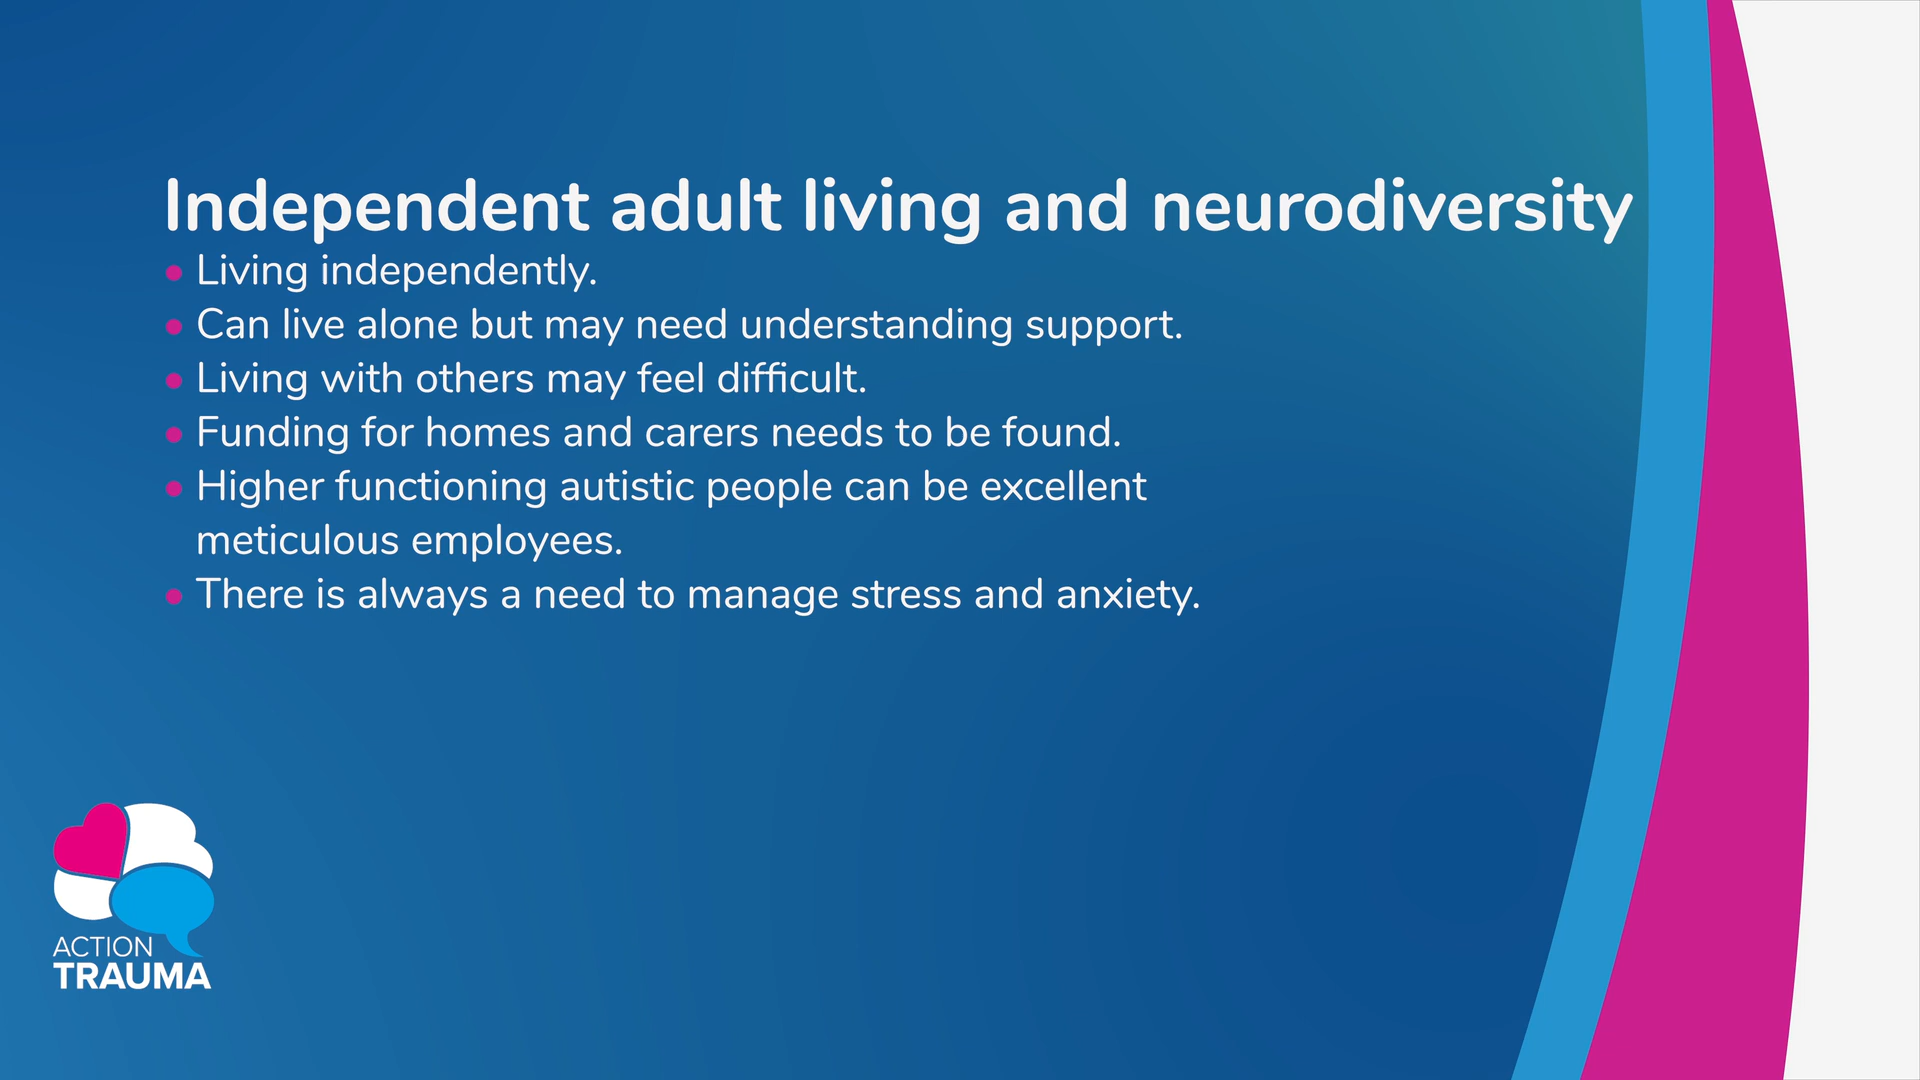 Independent adult living and neurodiversity
• Living independently.
• Can live alone but may need understanding support.
• Living with others may feel difficult.
• Funding for homes and carers needs to be found.
• Higher functioning autistic people can be excellent
meticulous employees.
• There is always a need to manage stress and anxiety.
ACTION
TRAUMA